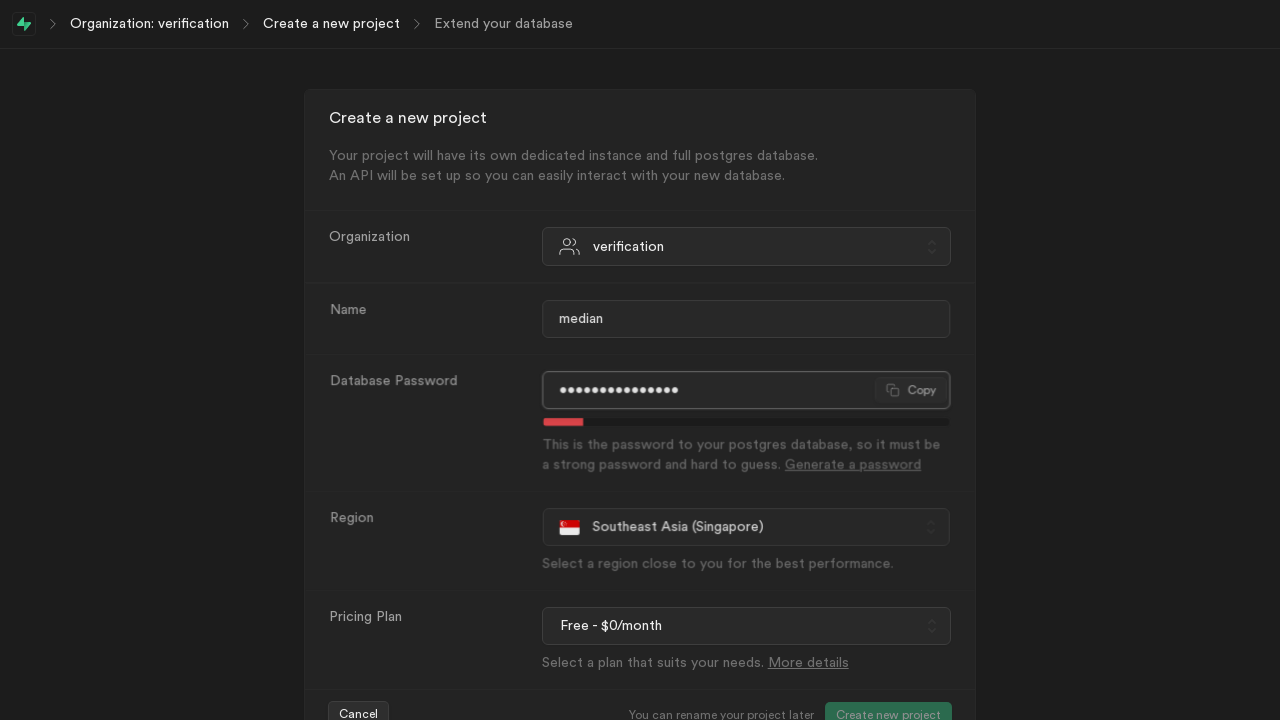 Organization: verification Create a new project Extend your database
Create a new project
Your project will have its own dedicated instance and full postgres database.
An API will be set up so you can easily interact with your new database.
Organization
verification
Name
median
Database Password
•••••••••••••••
Copy
This is the password to your postgres database, so it must be
a strong password and hard to guess. Generate a password
Region
Southeast Asia (Singapore)
Select a region close to you for the best performance.
Pricing Plan
Free - $0/month
Select a plan that suits your needs. More details
Cancel
You can rename your project later
Create new project